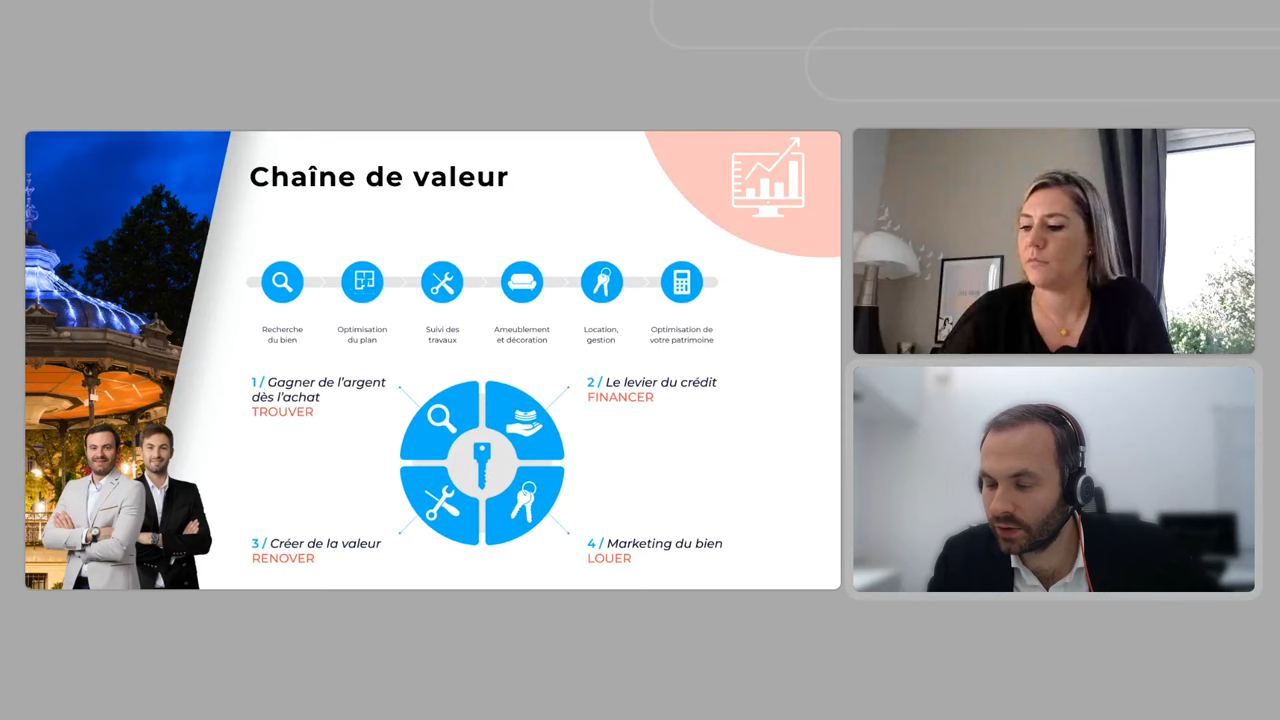 Chaîne de valeur
Recherche
du bien
Optimisation
du plan
Suivi des
travaux
Ameublement
et décoration
Location,
gestion
Optimisation de
votre patrimoine
1 / Gagner de l'argent
dès l'achat
TROUVER
2 / Le levier du crédit
FINANCER
3 / Créer de la valeur
RENOVER
4 / Marketing du bien
LOUER